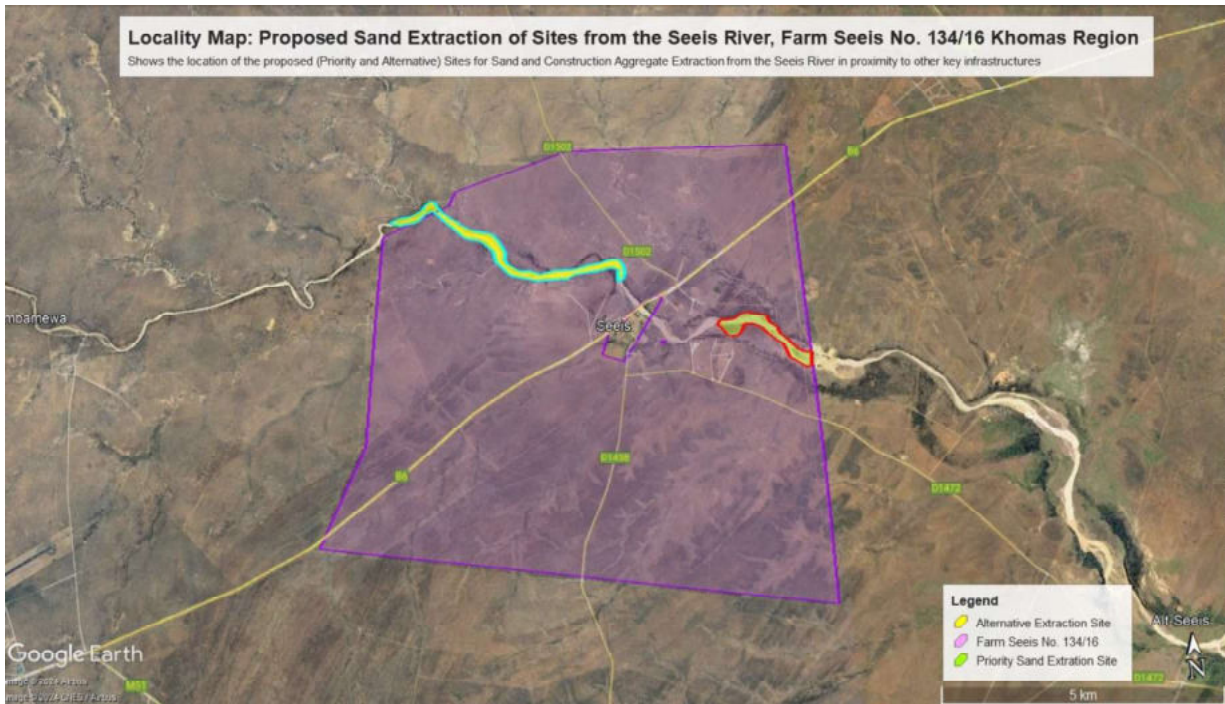 Locality Map: Proposed Sand Extraction of Sites from the Seeis River, Farm Seeis No. 134/16 Khomas Region
Shows the location of the proposed (Priority and Alternative) Sites for Sand and Construction Aggregate Extraction from the Seeis River in proximity to other key infrastructures
D1502
B6
D1502
Seeis
D1458
B6
D1472
Legend
Alternative Extraction Site
Farm Seeis No. 134/16
Priority Sand Extration Site
Alt-Seeis
N
Google Earth
M51
D1472
5 km